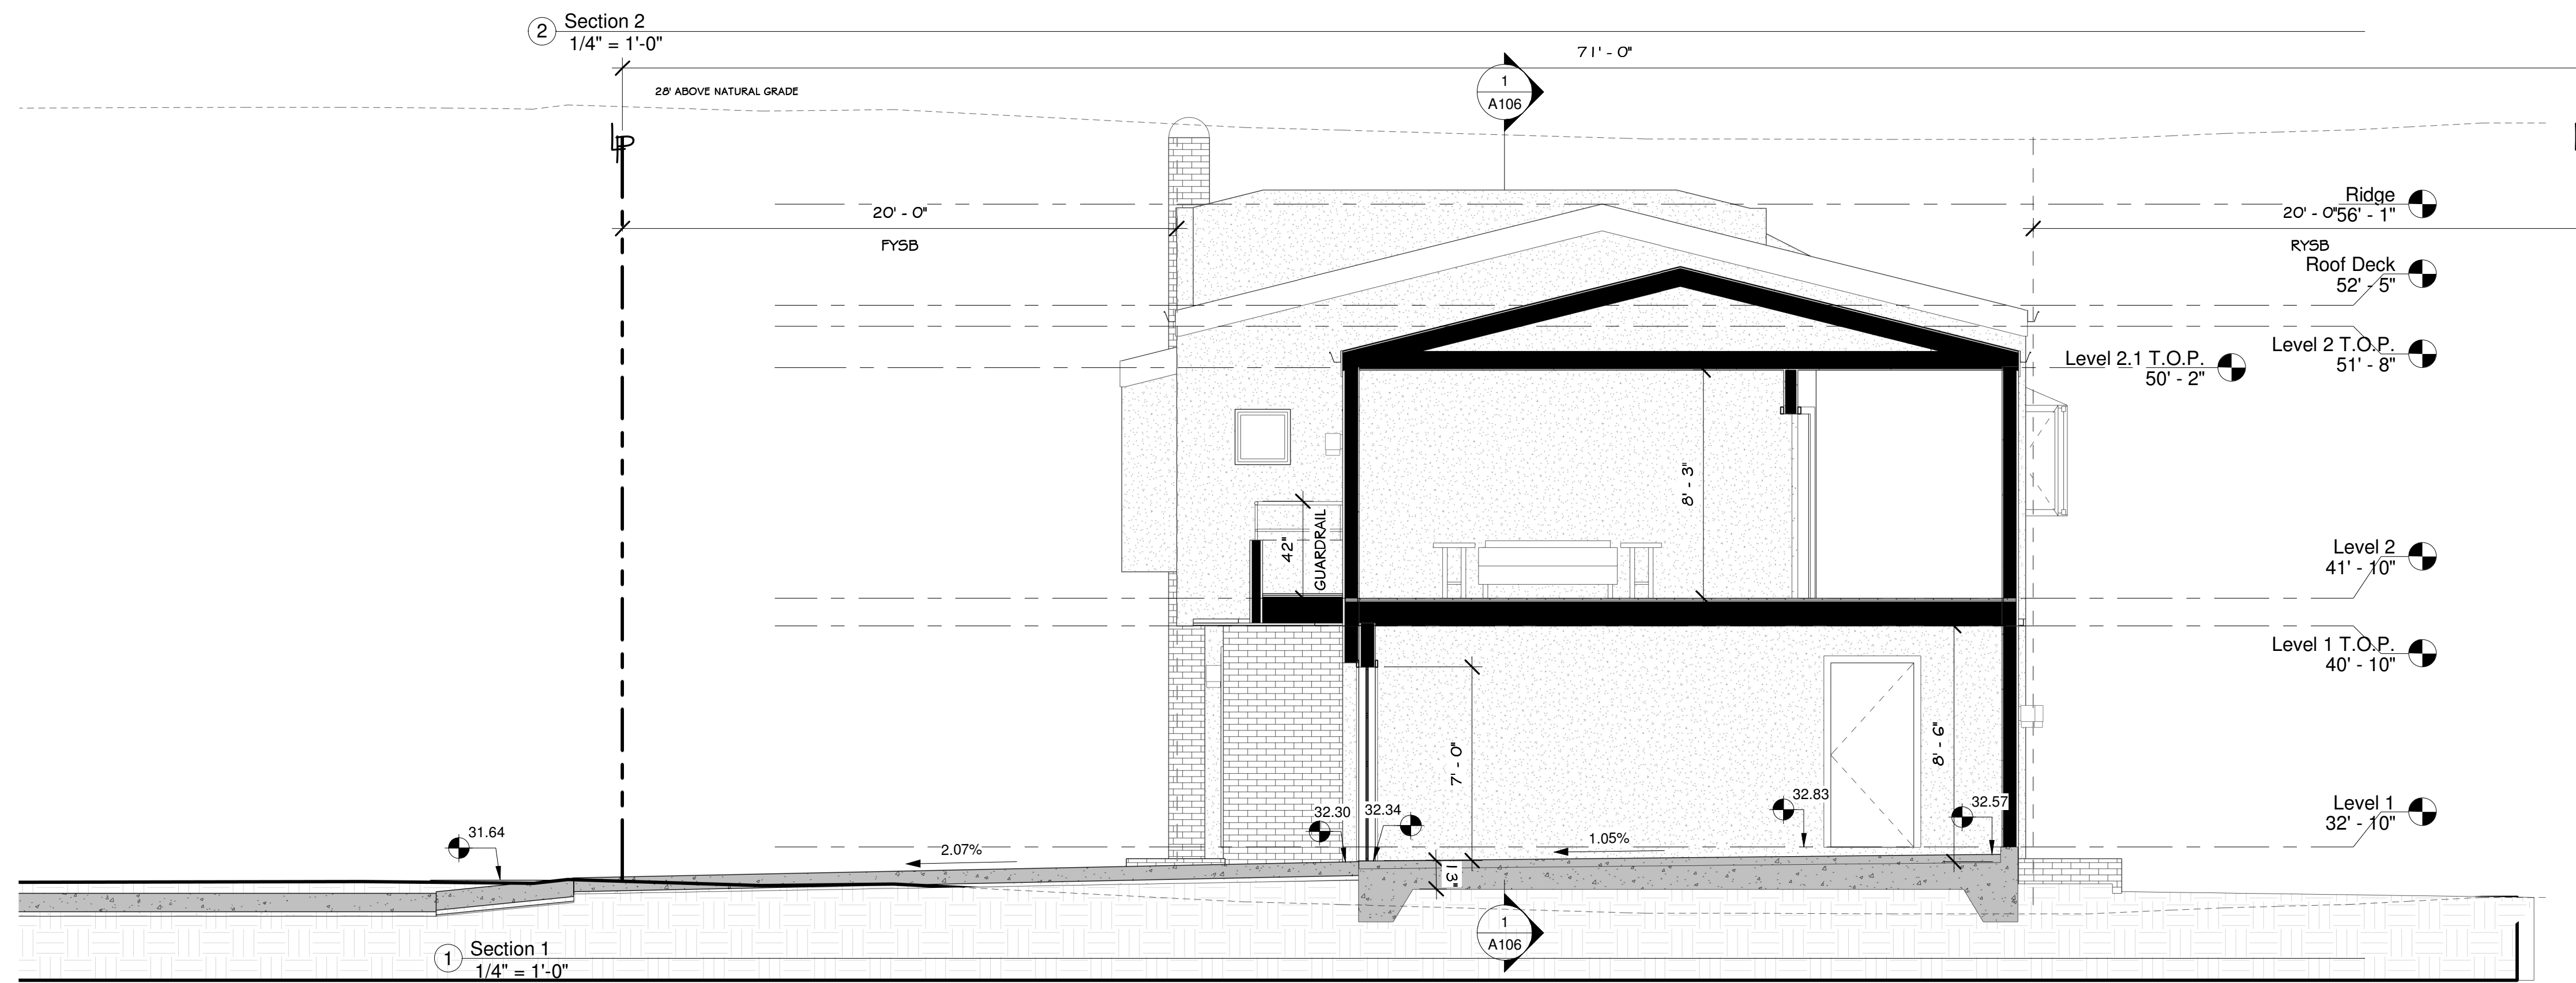 2 Section 2
1/4" = 1'-0"
71' - 0"
28' ABOVE NATURAL GRADE
1
A106
20' - 0"
FYSB
Ridge
56' - 1"
20' - 0"
RYSB
Roof Deck
52' - 5"
Level 2 T.O.P.
51' - 8"
Level 2.1 T.O.P.
50' - 2"
8' - 3"
42"
GUARDRAIL
Level 2
41' - 10"
Level 1 T.O.P.
40' - 10"
7' - 0"
8' - 6"
Level 1
32' - 10"
31.64
32.30
32.34
32.83
32.57
2.07%
1.05%
1
A106
1 Section 1
1/4" = 1'-0"